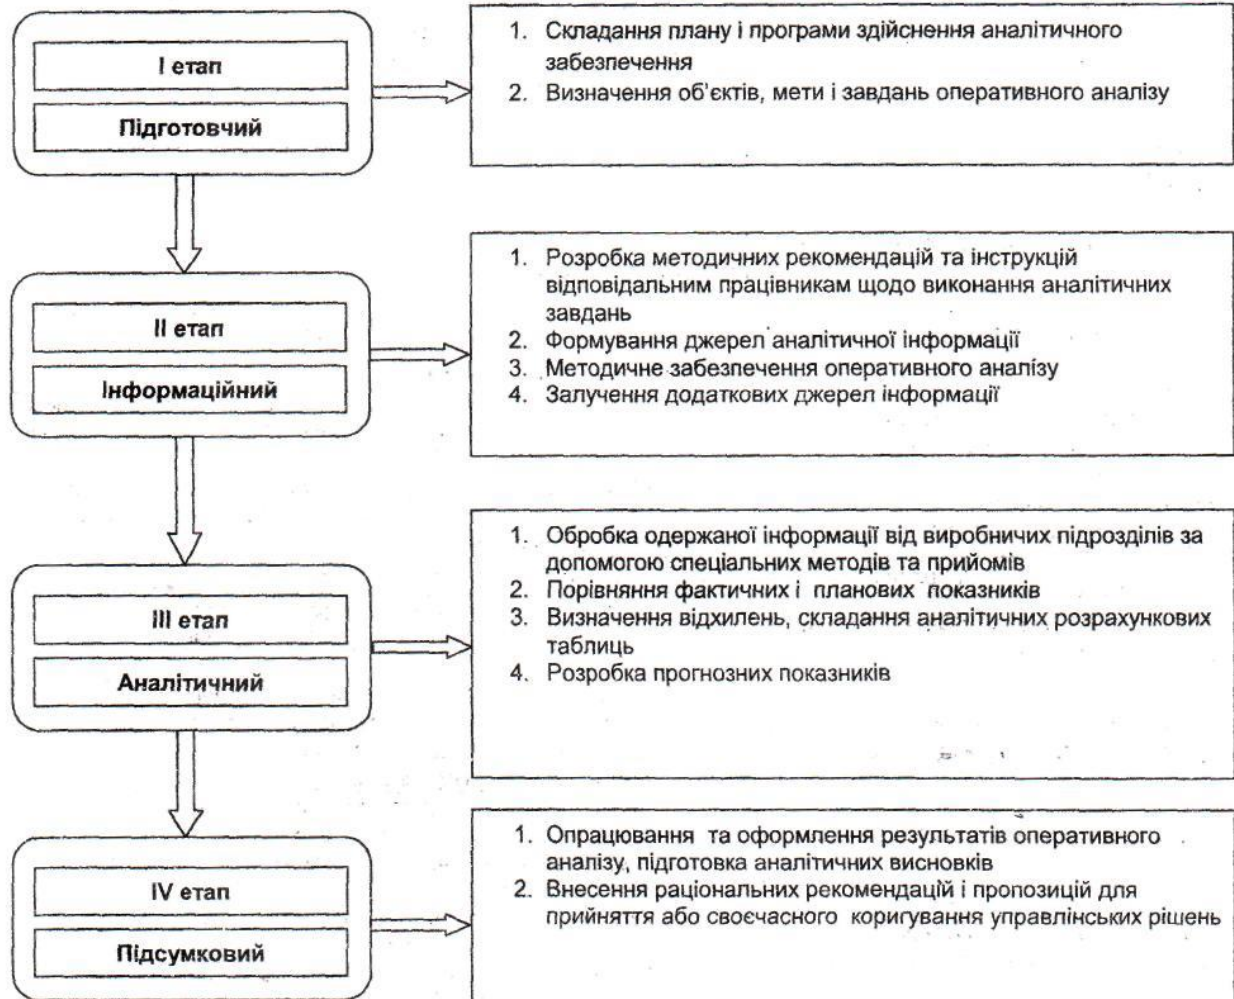 І етап
Підготовчий
1. Складання плану і програми здійснення аналітичного
забезпечення
2. Визначення об'єктів, мети і завдань оперативного аналізу
ІІ етап
Інформаційний
1. Розробка методичних рекомендацій та інструкцій
відповідальним працівникам щодо виконання аналітичних
завдань
2. Формування джерел аналітичної інформації
3. Методичне забезпечення оперативного аналізу
4. Залучення додаткових джерел інформації
ІІІ етап
Аналітичний
1. Обробка одержаної інформації від виробничих підрозділів за
допомогою спеціальних методів та прийомів
2. Порівняння фактичних і планових показників
3. Визначення відхилень, складання аналітичних розрахункових
таблиць
4. Розробка прогнозних показників
IV етап
Підсумковий
1. Опрацювання та оформлення результатів оперативного
аналізу, підготовка аналітичних висновків
2. Внесення раціональних рекомендацій і пропозицій для
прийняття або своєчасного коригування управлінських рішень